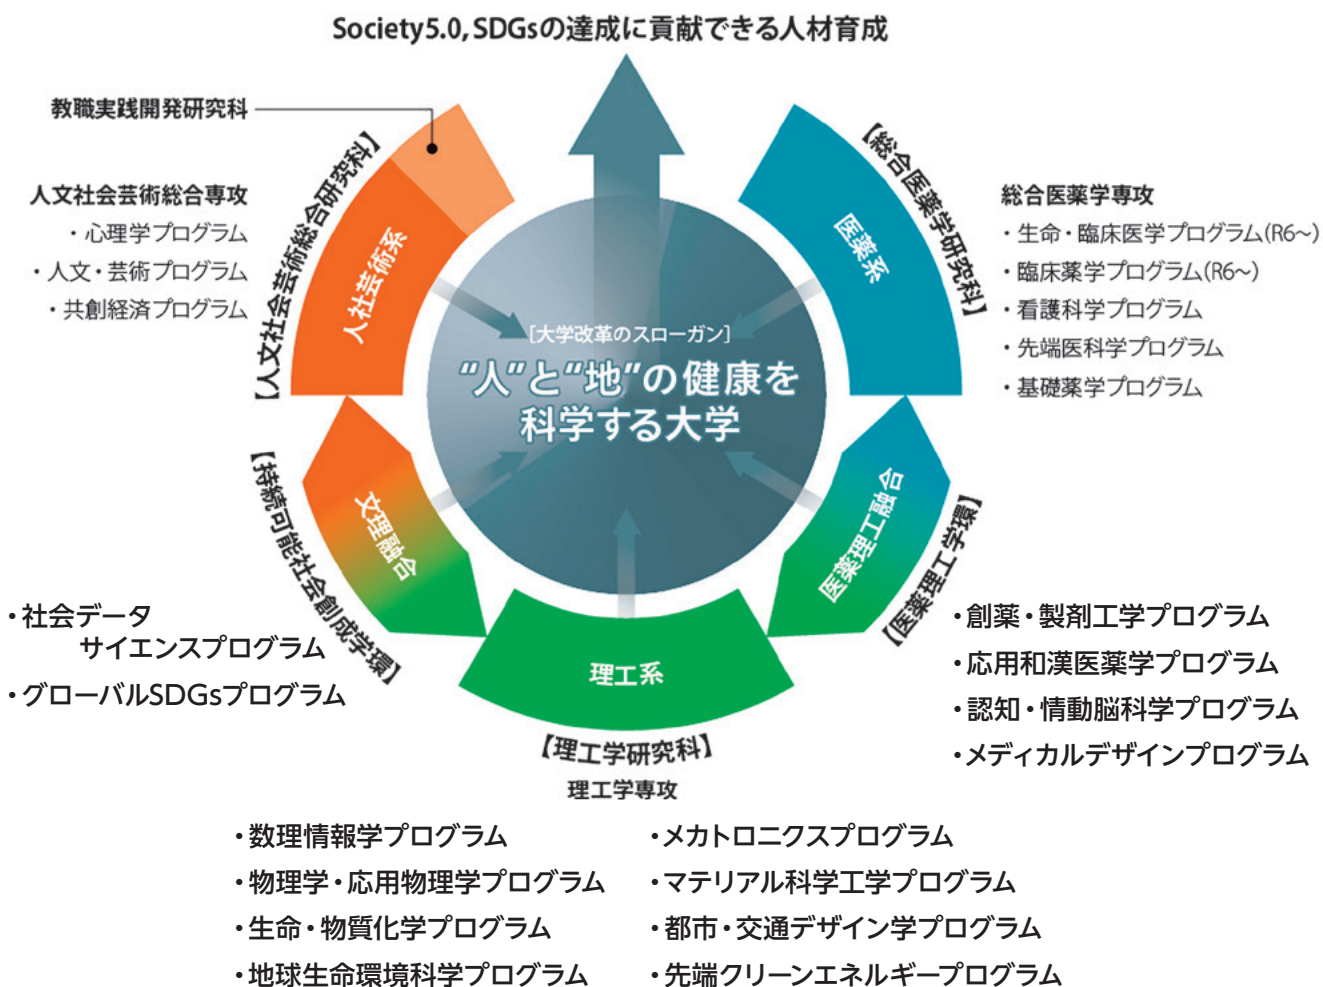 Society5.0, SDGsの達成に貢献できる人材育成
教職実践開発研究科
【人文社会芸術総合研究科】
人文社会芸術総合専攻
・心理学プログラム
・人文・芸術プログラム
・共創経済プログラム
人社芸術系
【総合医薬学研究科】
医薬系
総合医薬学専攻
・生命・臨床医学プログラム(R6～)
・臨床薬学プログラム(R6～)
・看護科学プログラム
・先端医科学プログラム
・基礎薬学プログラム
[大学改革のスローガン]
“人”と“地”の健康を
科学する大学
【持続可能社会創成学環】
文理融合
・社会データ
サイエンスプログラム
・グローバルSDGsプログラム
医薬理工融合
【医薬理工学環】
・創薬・製剤工学プログラム
・応用和漢医薬学プログラム
・認知・情動脳科学プログラム
・メディカルデザインプログラム
理工系
【理工学研究科】
理工学専攻
・数理情報学プログラム
・物理学・応用物理学プログラム
・生命・物質化学プログラム
・地球生命環境科学プログラム
・メカトロニクスプログラム
・マテリアル科学工学プログラム
・都市・交通デザイン学プログラム
・先端クリーンエネルギープログラム